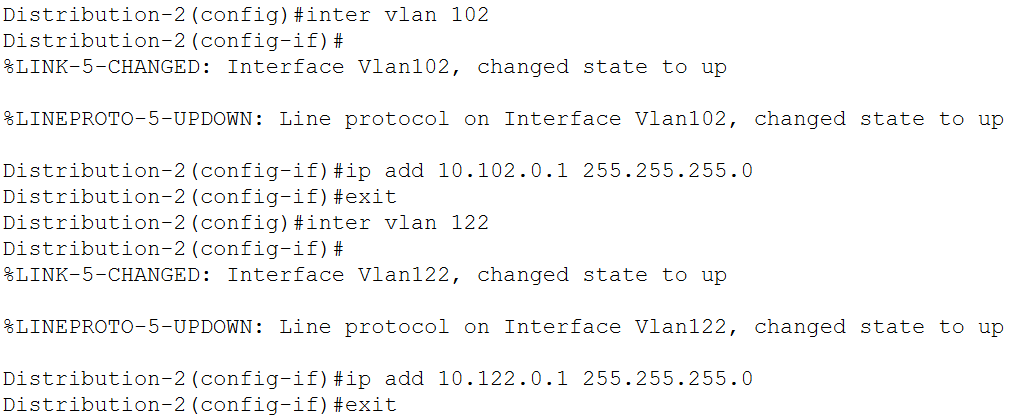 Distribution-2(config)#inter vlan 102
Distribution-2(config-if)#
%LINK-5-CHANGED: Interface Vlan102, changed state to up
%LINEPROTO-5-UPDOWN: Line protocol on Interface Vlan102, changed state to up
Distribution-2(config-if)#ip add 10.102.0.1 255.255.255.0
Distribution-2(config-if)#exit
Distribution-2(config)#inter vlan 122
Distribution-2(config-if)#
%LINK-5-CHANGED: Interface Vlan122, changed state to up
%LINEPROTO-5-UPDOWN: Line protocol on Interface Vlan122, changed state to up
Distribution-2(config-if)#ip add 10.122.0.1 255.255.255.0
Distribution-2(config-if)#exit